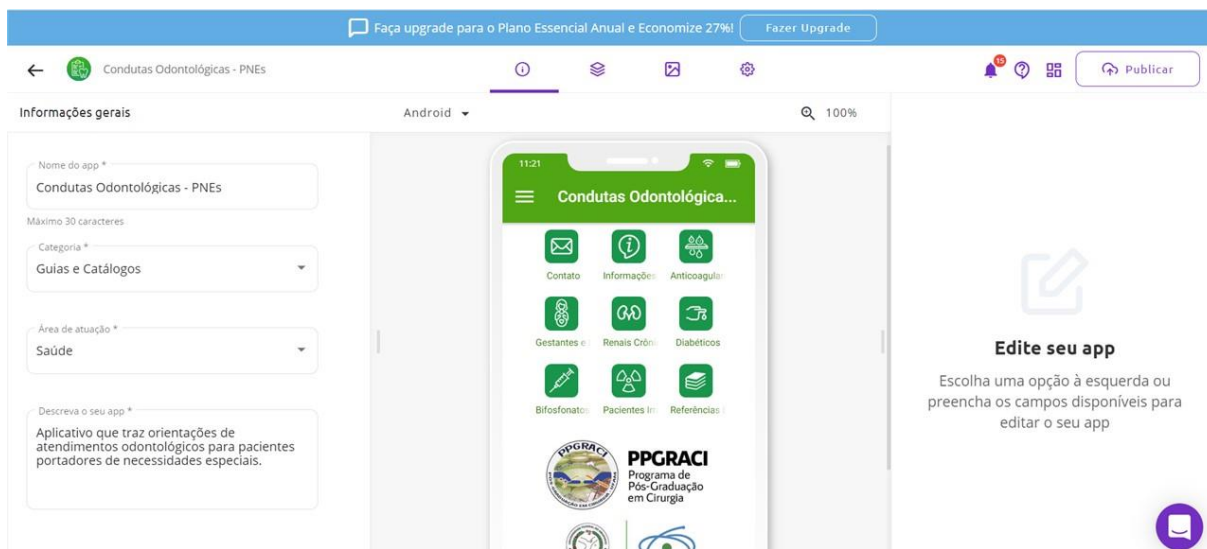 Faça upgrade para o Plano Essencial Anual e Economize 27%! Fazer Upgrade
Condutas Odontológicas - PNEs
15
Publicar
Informações gerais
Android
100%
Nome do app *
Condutas Odontológicas - PNEs
Máximo 30 caracteres
Categoria *
Guias e Catálogos
Área de atuação *
Saúde
Descreva o seu app *
Aplicativo que traz orientações de
atendimentos odontológicos para pacientes
portadores de necessidades especiais.
11:21
Condutas Odontológica...
Contato Informações Anticoagular
Gestantes e Renais Crôni Diabéticos
Bifosfonatos Pacientes Im Referências
PPGRACI
PPGRACI
Programa de
Pós-Graduação
em Cirurgia
Edite seu app
Escolha uma opção à esquerda ou
preencha os campos disponíveis para
editar o seu app